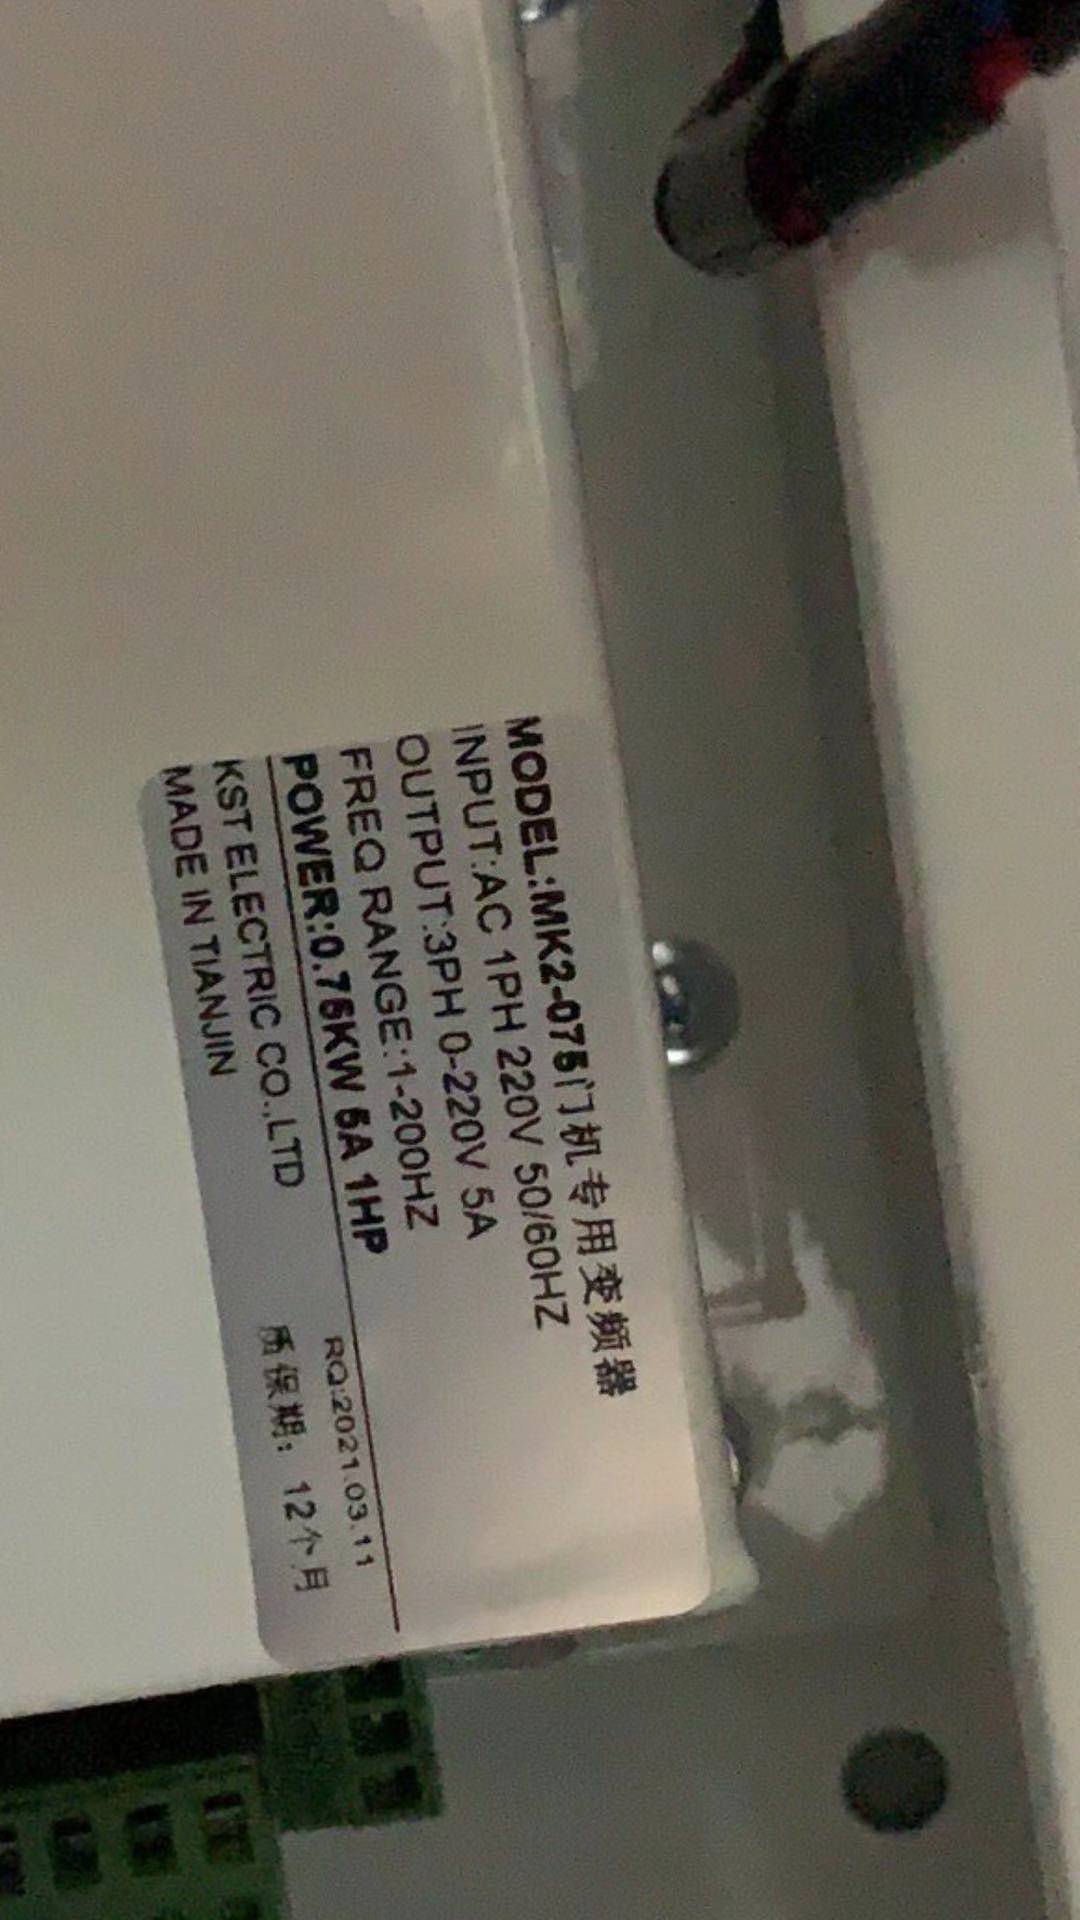 MODEL:MK2-075门机专用变频器
INPUT:AC 1PH 220V 50/60HZ
OUTPUT:3PH 0-220V 5A
FREQ RANGE:1-200HZ
POWER:0.75KW 5A 1HP
RQ:2021.03.11
KST ELECTRIC CO.,LTD
质保期：12个月
MADE IN TIANJIN